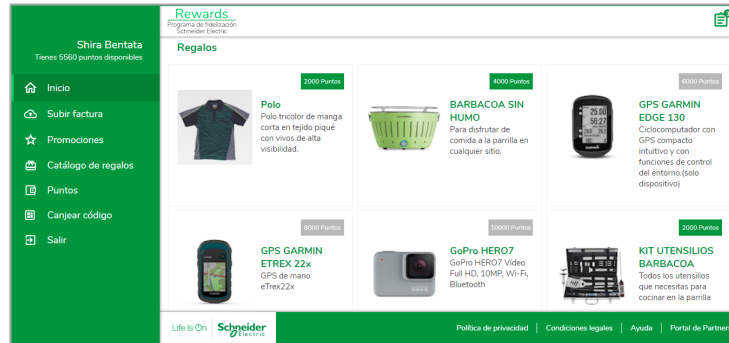 Shira Bentata
Tienes 5560 puntos disponibles
Inicio
Subir factura
Promociones
Catálogo de regalos
Puntos
Canjear código
Salir
Rewards
Programa de fidelización
Schneider Electric
Regalos
2000 Puntos
Polo
Polo tricolor de manga
corta en tejido piqué
con vivos de alta
visibilidad.
4000 Puntos
BARBACOA SIN
HUMO
Para disfrutar de
comida a la parrilla en
cualquier sitio.
6000 Puntos
GPS GARMIN
EDGE 130
Ciclocomputador con
GPS compacto
intuitivo y con
funciones de control
del entorno.(solo
dispositivo)
8000 Puntos
GPS GARMIN
ETREX 22x
GPS de mano
eTrex22x
10000 Puntos
GoPro HERO7
GoPro HERO7 Vídeo
Full HD, 10MP, Wi-Fi,
Bluetooth
2000 Puntos
KIT UTENSILIOS
BARBACOA
Todos los utensilios
que necesitas para
cocinar en la parrilla
Life Is On
Schneider
Electric
Política de privacidad
Condiciones legales
Ayuda
Portal de Partner